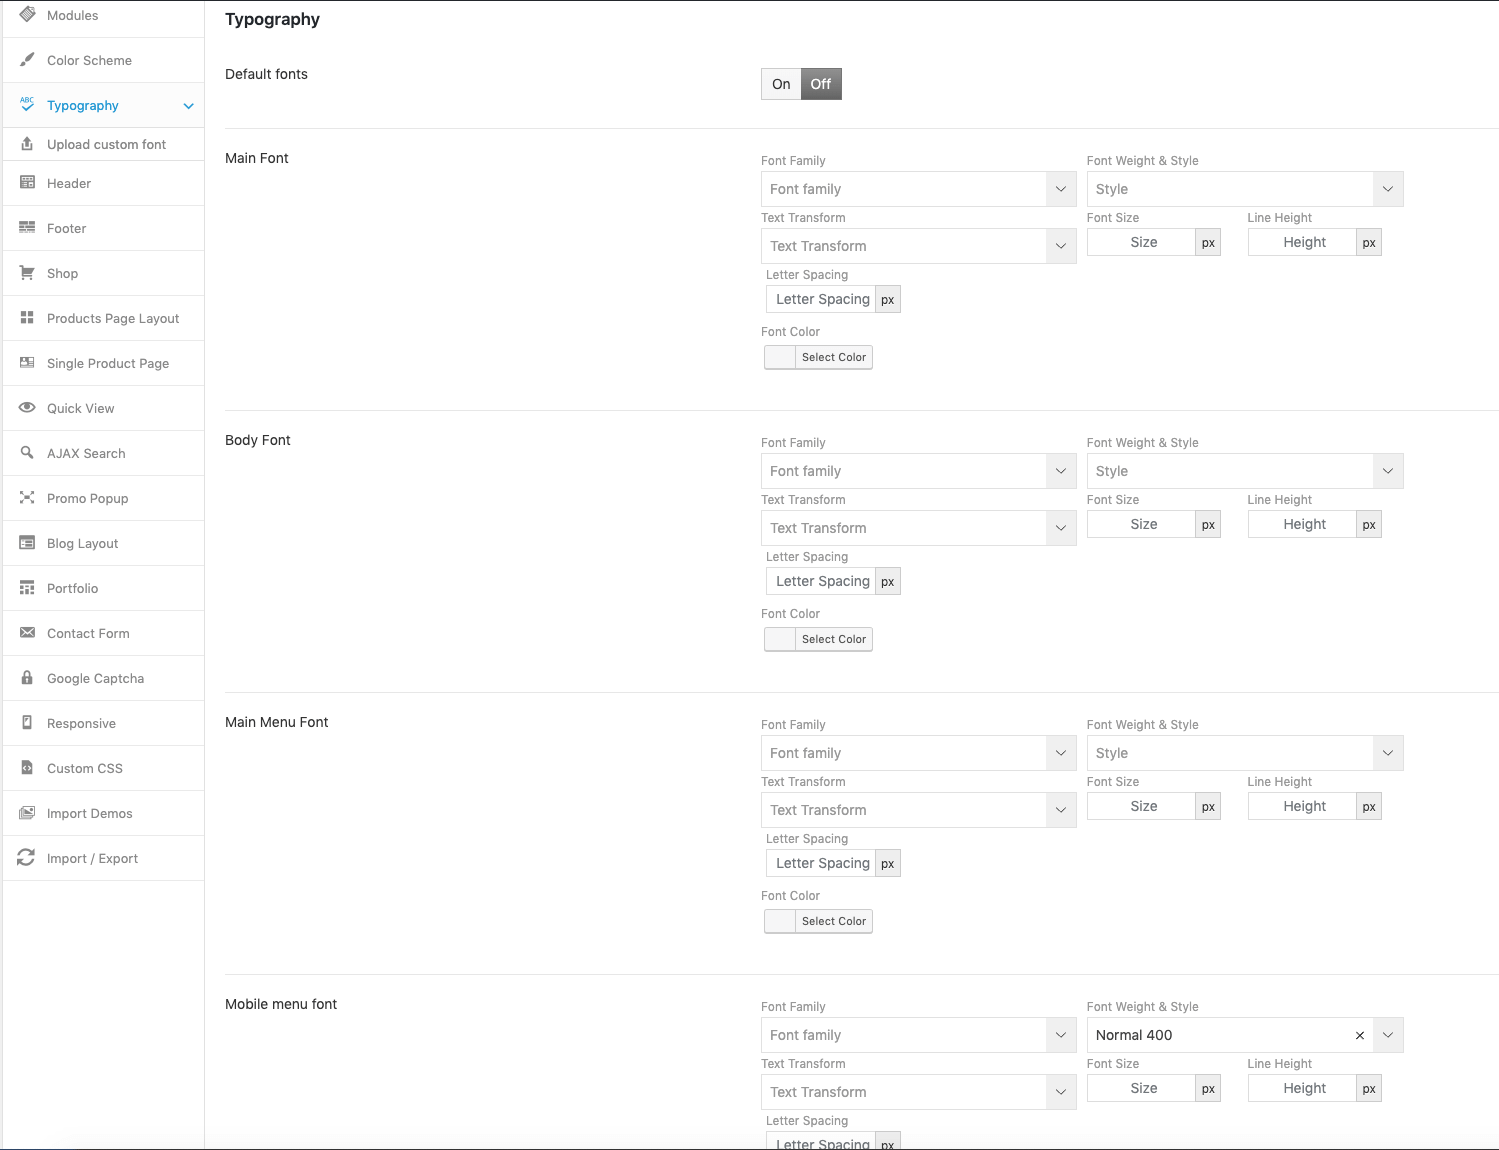 Modules
Color Scheme
ABC
Typography
Upload custom font
Header
Footer
Shop
Products Page Layout
Single Product Page
Quick View
AJAX Search
Promo Popup
Blog Layout
Portfolio
Contact Form
Google Captcha
Responsive
Custom CSS
Import Demos
Import / Export
Typography
Default fonts
On Off
Main Font
Font Family Font Weight & Style
Font family Style
Text Transform Font Size Line Height
Text Transform Size px Height px
Letter Spacing
Letter Spacing px
Font Color
Select Color
Body Font
Font Family Font Weight & Style
Font family Style
Text Transform Font Size Line Height
Text Transform Size px Height px
Letter Spacing
Letter Spacing px
Font Color
Select Color
Main Menu Font
Font Family Font Weight & Style
Font family Style
Text Transform Font Size Line Height
Text Transform Size px Height px
Letter Spacing
Letter Spacing px
Font Color
Select Color
Mobile menu font
Font Family Font Weight & Style
Font family Normal 400 ×
Text Transform Font Size Line Height
Text Transform Size px Height px
Letter Spacing
Letter Spacing px